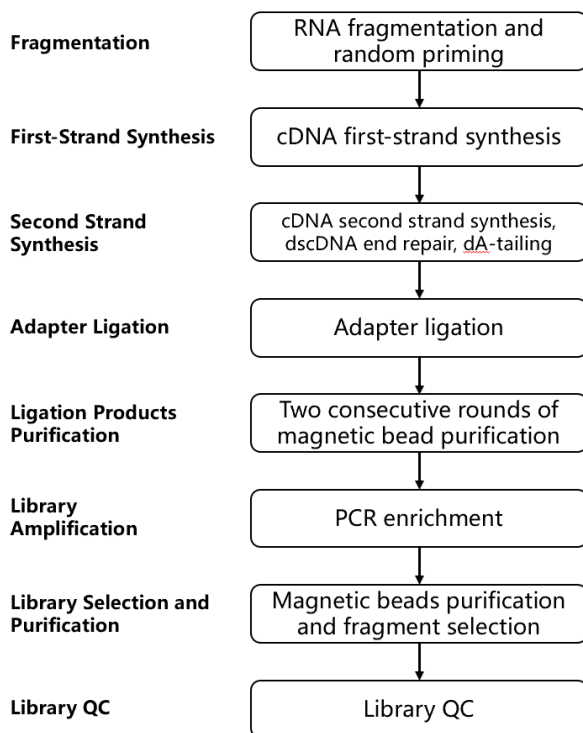 Fragmentation
RNA fragmentation and
random priming
First-Strand Synthesis
cDNA first-strand synthesis
Second Strand
Synthesis
cDNA second strand synthesis,
dscDNA end repair, dA-tailing
Adapter Ligation
Adapter ligation
Ligation Products
Purification
Two consecutive rounds of
magnetic bead purification
Library
Amplification
PCR enrichment
Library Selection and
Purification
Magnetic beads purification
and fragment selection
Library QC
Library QC